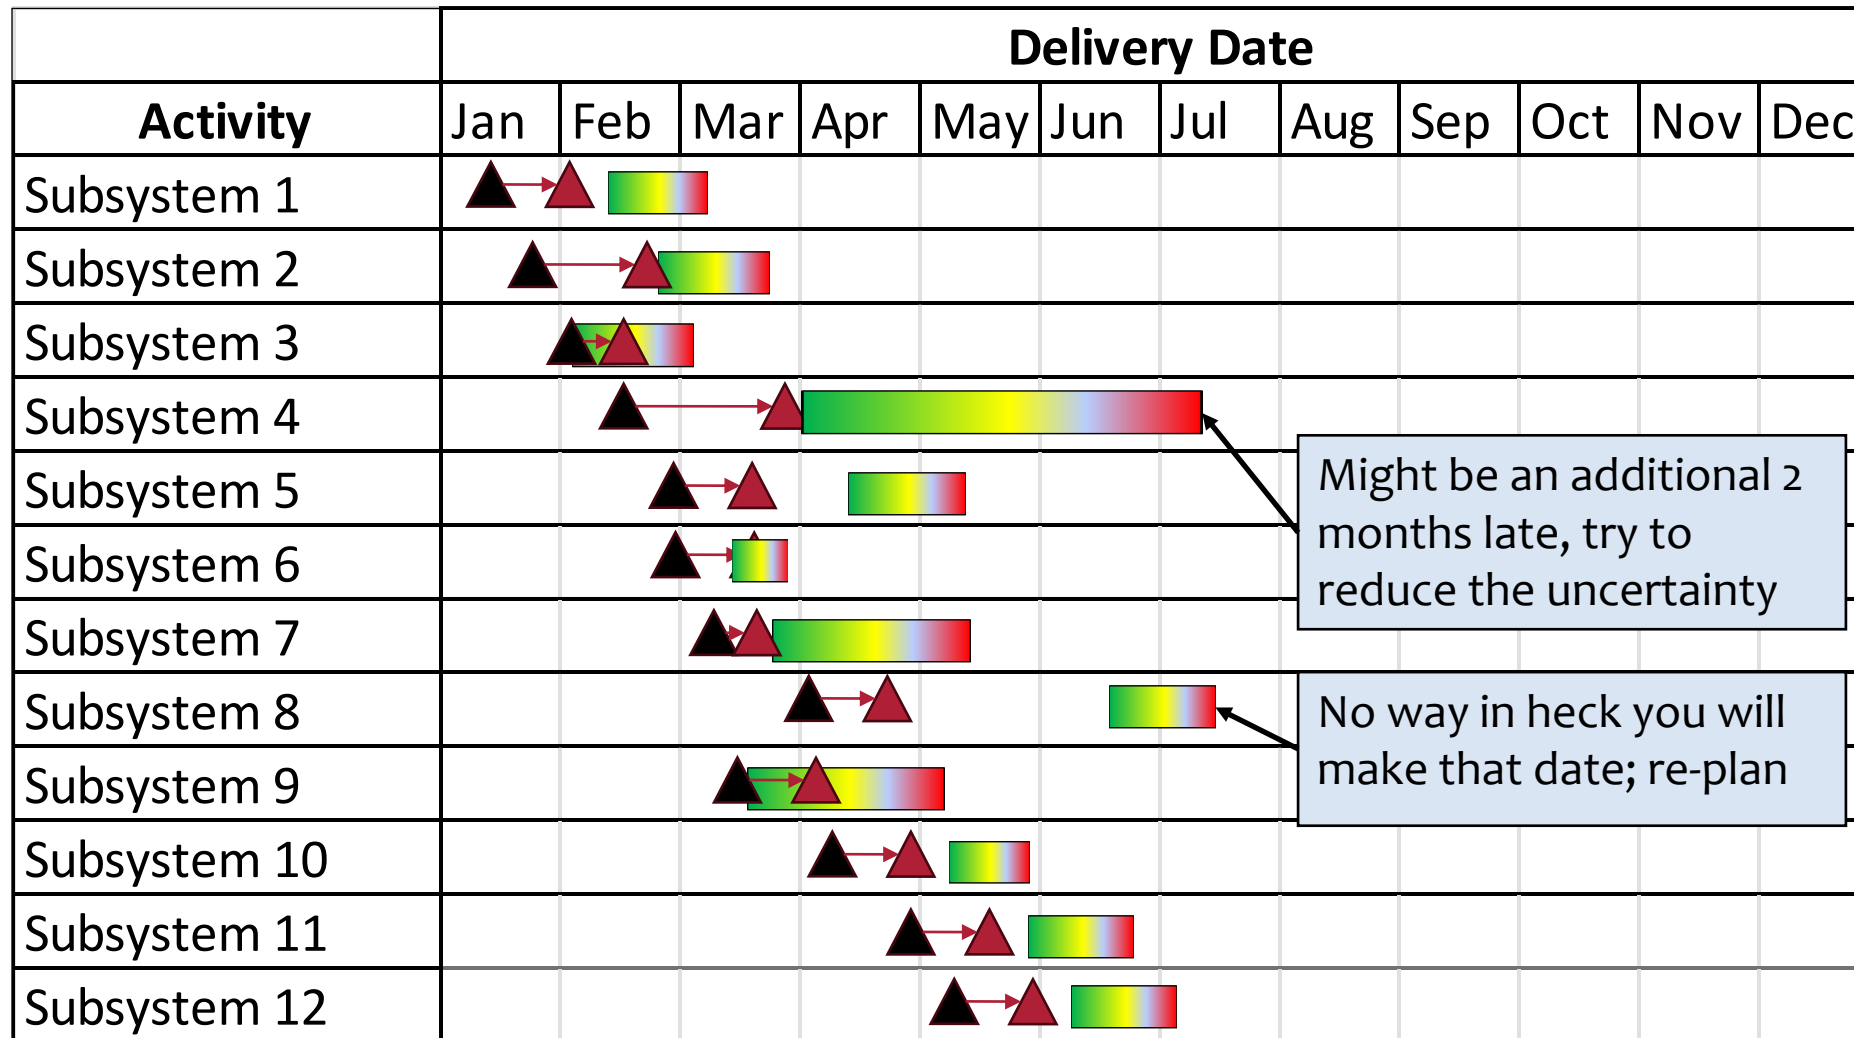 Delivery Date
Activity Jan Feb Mar Apr May Jun Jul Aug Sep Oct Nov Dec
Subsystem 1
Subsystem 2
Subsystem 3
Subsystem 4
Might be an additional 2
months late, try to
reduce the uncertainty
Subsystem 5
Subsystem 6
Subsystem 7
Subsystem 8
No way in heck you will
make that date; re-plan
Subsystem 9
Subsystem 10
Subsystem 11
Subsystem 12